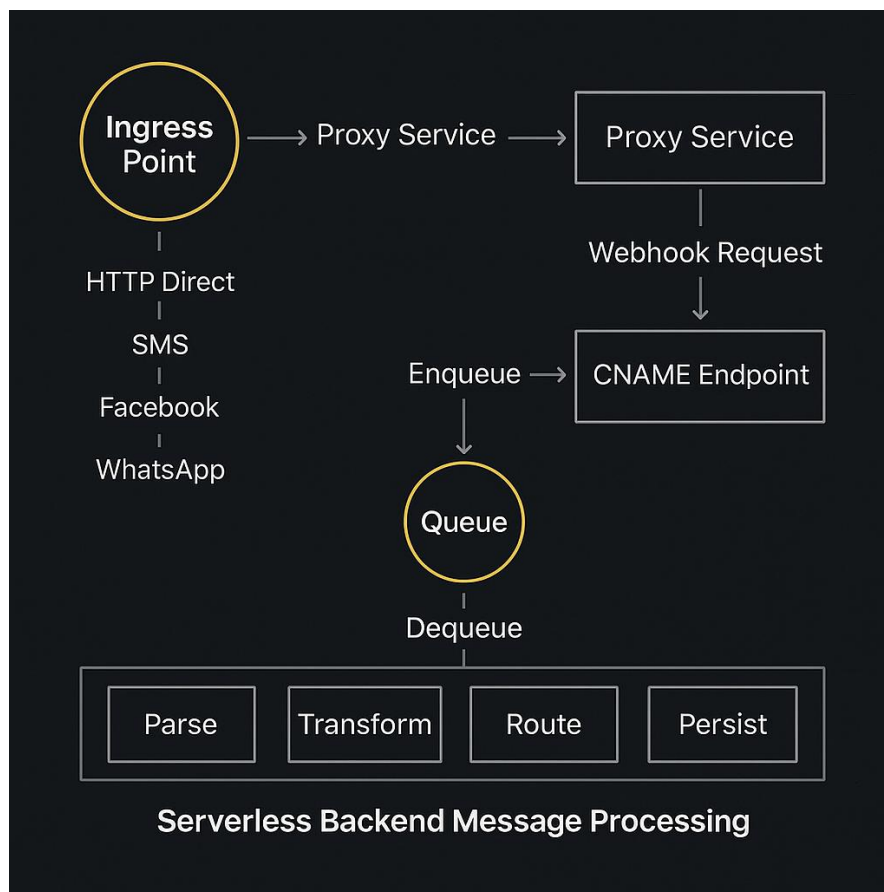 Ingress
Point
Proxy Service
Proxy Service
HTTP Direct
SMS
Facebook
WhatsApp
Webhook Request
Enqueue
CNAME Endpoint
Queue
Dequeue
Parse
Transform
Route
Persist
Serverless Backend Message Processing